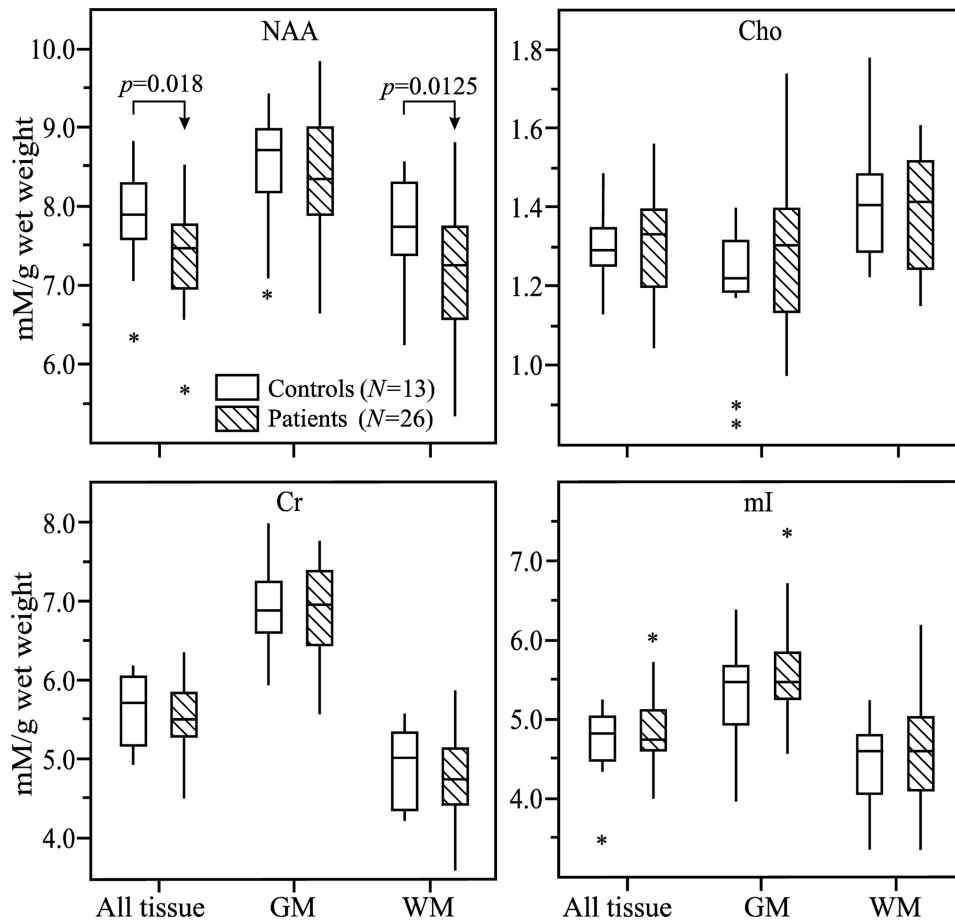 NAA
mM/g wet weight
10.0
9.0
8.0
7.0
6.0
p=0.018
p=0.0125
*
*
*
Controls (N=13)
Patients (N=26)
Cho
1.8
1.6
1.4
1.2
1.0
*
*
Cr
mM/g wet weight
8.0
7.0
6.0
5.0
4.0
All tissue GM WM
mI
7.0
6.0
5.0
4.0
*
*
*
All tissue GM WM